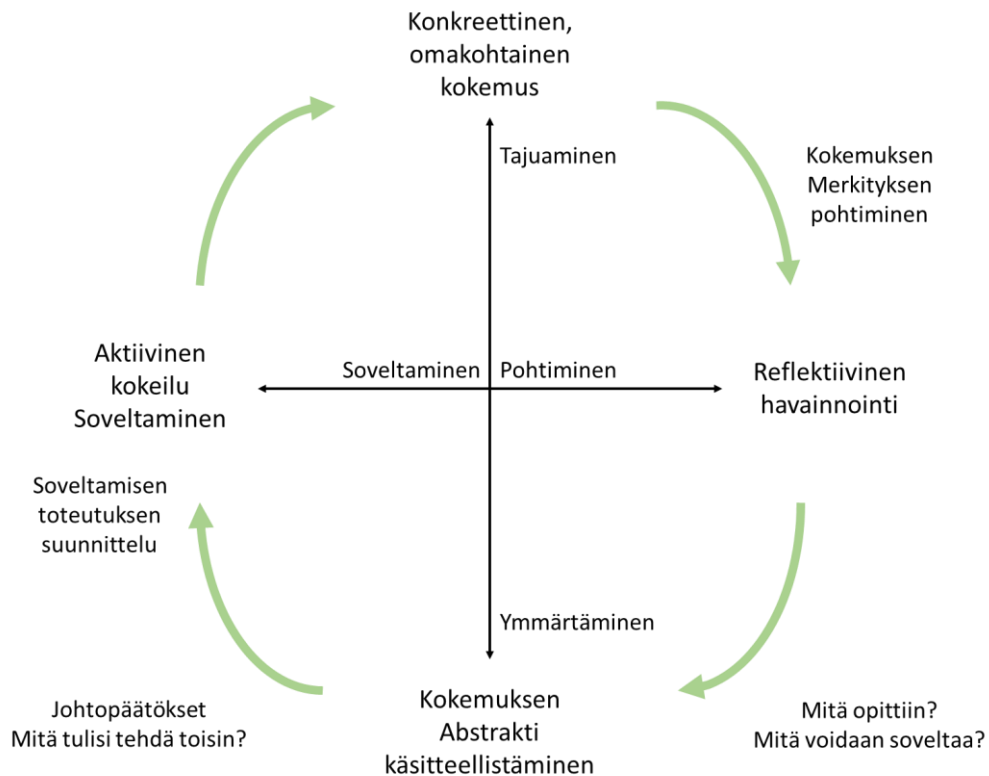 Konkreettinen,
omakohtainen
kokemus
Tajuaminen
Kokemuksen
Merkityksen
pohtiminen
Aktiivinen
kokeilu
Soveltaminen
Soveltaminen
Pohtiminen
Reflektiivinen
havainnointi
Soveltamisen
toteutuksen
suunnittelu
Ymmärtäminen
Johtopäätökset
Mitä tulisi tehdä toisin?
Kokemuksen
Abstrakti
käsitteellistäminen
Mitä opittiin?
Mitä voidaan soveltaa?